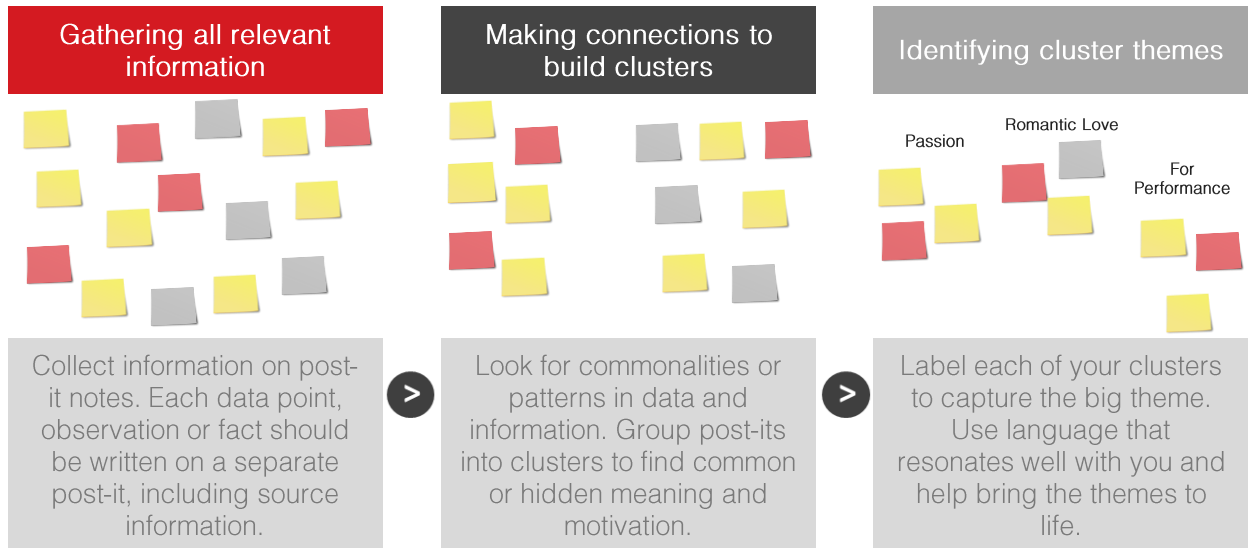 Gathering all relevant
information
Collect information on post-
it notes. Each data point,
observation or fact should
be written on a separate
post-it, including source
information.
>
Making connections to
build clusters
Look for commonalities or
patterns in data and
information. Group post-its
into clusters to find common
or hidden meaning and
motivation.
>
Identifying cluster themes
Passion
Romantic Love
For
Performance
Label each of your clusters
to capture the big theme.
Use language that
resonates well with you and
help bring the themes to
life.